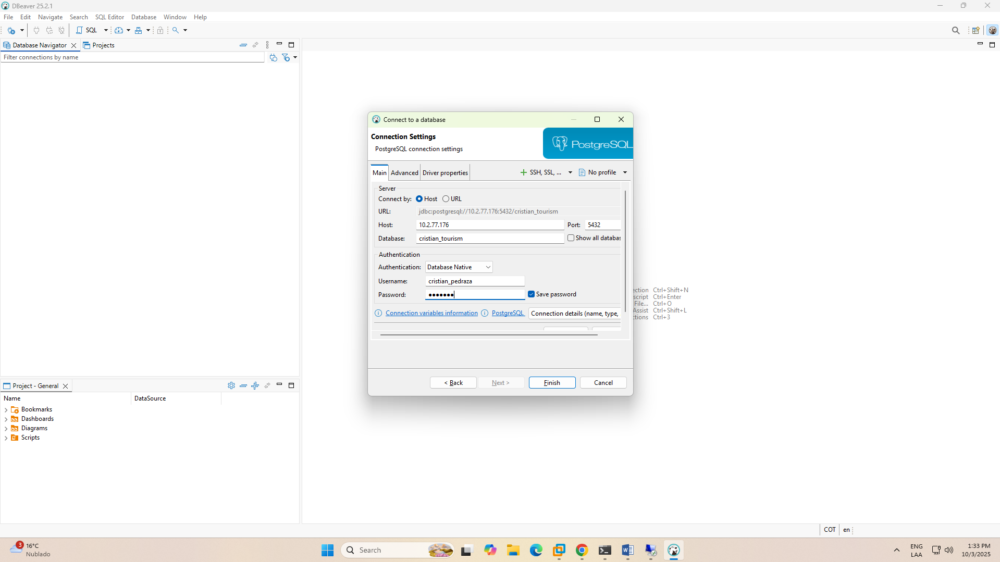 DBeaver 25.2.1
File Edit Navigate Search SQL Editor Database Window Help
SQL
Database Navigator Projects
Filter connections by name
Connect to a database
Connection Settings
PostgreSQL connection settings
PostgreSQL
Main Advanced Driver properties SSH, SSL, ... No profile
Server
Connect by: Host URL
URL: jdbc:postgresql://10.2.77.176:5432/cristian_tourism
Host: 10.2.77.176 Port: 5432
Database: cristian_tourism Show all databas
Authentication
Authentication: Database Native
Username: cristian_pedraza
Password: ●●●●●●● Save password
Connection variables information PostgreSQL Connection details (name, type,
< Back Next > Finish Cancel
ction Ctrl+Shift+N
script Ctrl+Enter
File... Ctrl+O
Assist Ctrl+Shift+L
ctions Ctrl+3
Project - General
Name DataSource
Bookmarks
Dashboards
Diagrams
Scripts
COT en
3
16°C
Nublado
Search
ENG
LAA
1:33 PM
10/3/2025